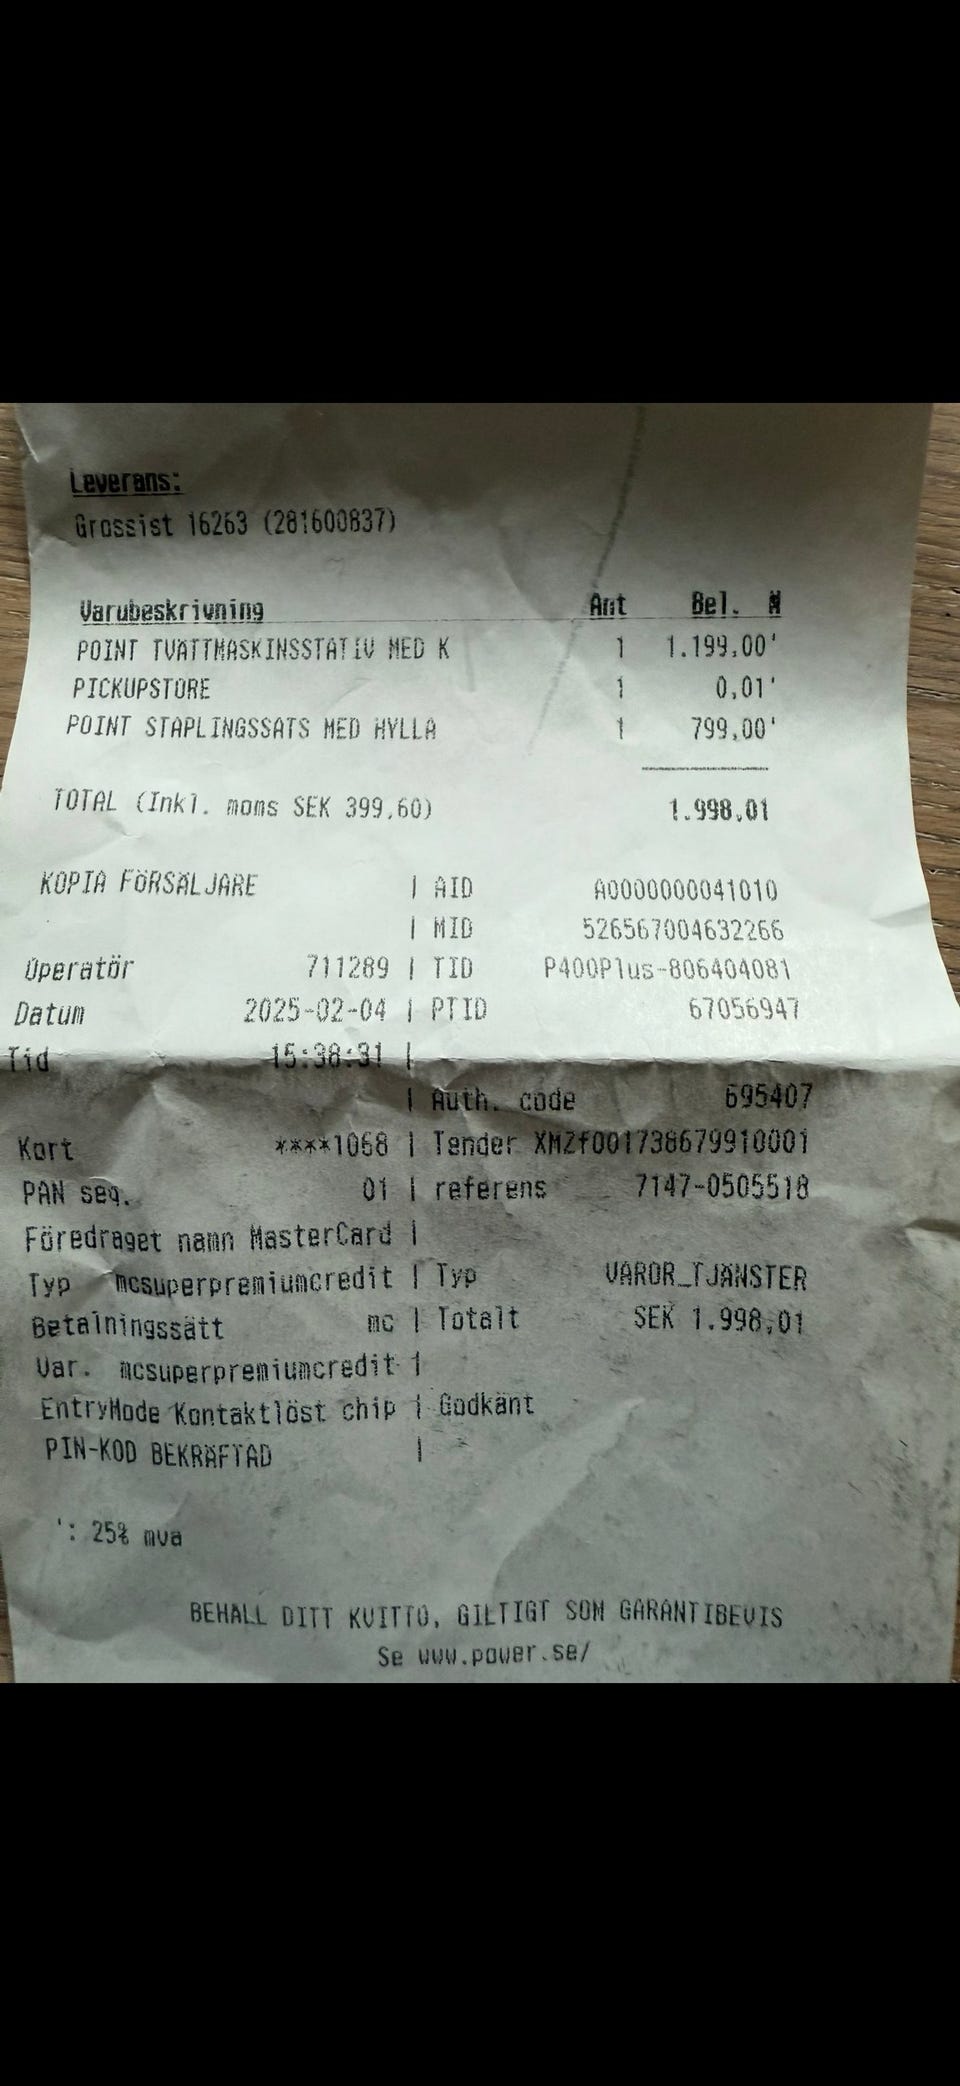 Leverans:
Grossist 16263 (281600837)
Varubeskrivning Ant Bel. M
POINT TVÄTTMASKINSSTATIV MED K 1 1.199,00'
PICKUPSTORE 1 0,01'
POINT STAPLINGSSATS MED HYLLA 1 799,00'
TOTAL (Inkl. moms SEK 399,60) 1.998,01
KOPIA FÖRSÄLJARE | AID A0000000041010
| MID 526567004632266
Operatör 711289 | TID P400Plus-806404081
Datum 2025-02-04 | PTID 67056947
Tid 15:38:31 |
| Auth. code 695407
Kort ****1068 | Tender XMZf001738679910001
PAN seq. 01 | referens 7147-0505518
Föredraget namn MasterCard |
Typ mcsuperpremiumcredit | Typ VAROR_TJÄNSTER
Betalningssätt mc | Totalt SEK 1.998,01
Var. mcsuperpremiumcredit |
EntryMode Kontaktlöst chip | Godkänt
PIN-KOD BEKRÄFTAD |
': 25% mva
BEHALL DITT KVITTO, GILTIGT SOM GARANTIBEVIS
Se www.power.se/